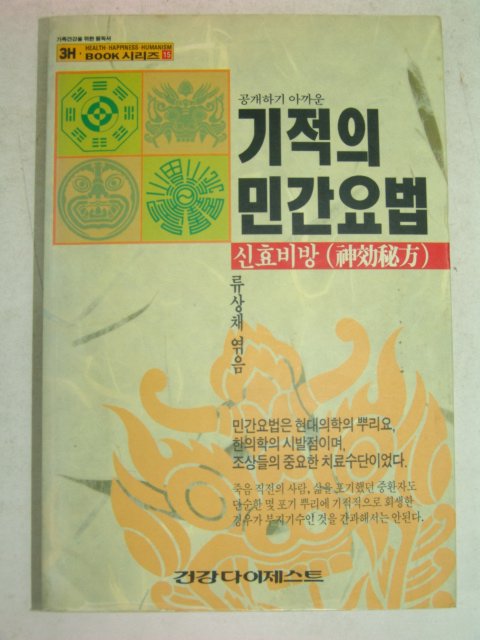 가족건강을 위한 필독서
3H · HEALTH·HAPPINESS·HUMANISM
BOOK 시리즈 15
공개하기 아까운
기적의
민간요법
신효비방 (神効秘方)
류상채 엮음
민간요법은 현대의학의 뿌리요,
한의학의 시발점이며,
조상들의 중요한 치료수단이었다.
죽음 직전의 사람, 삶을 포기했던 중환자도
단순한 몇 포기 뿌리에 기적적으로 회생한
경우가 부지기수인 것을 간과해서는 안된다.
건강다이제스트